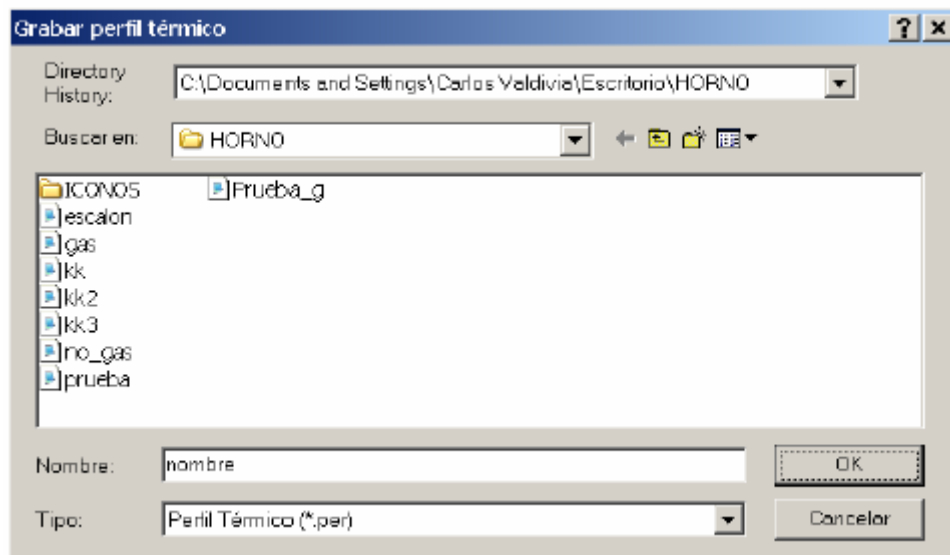 Grabar perfil térmico
Directory
History:
C:\Documents and Settings\Carlos Valdivia\Escritorio\HORNO
Buscar en:
HORNO
ICONOS
Prueba_g
escalon
gas
kk
kk2
kk3
no_gas
prueba
Nombre:
nombre
OK
Tipo:
Perfil Térmico (*.per)
Cancelar